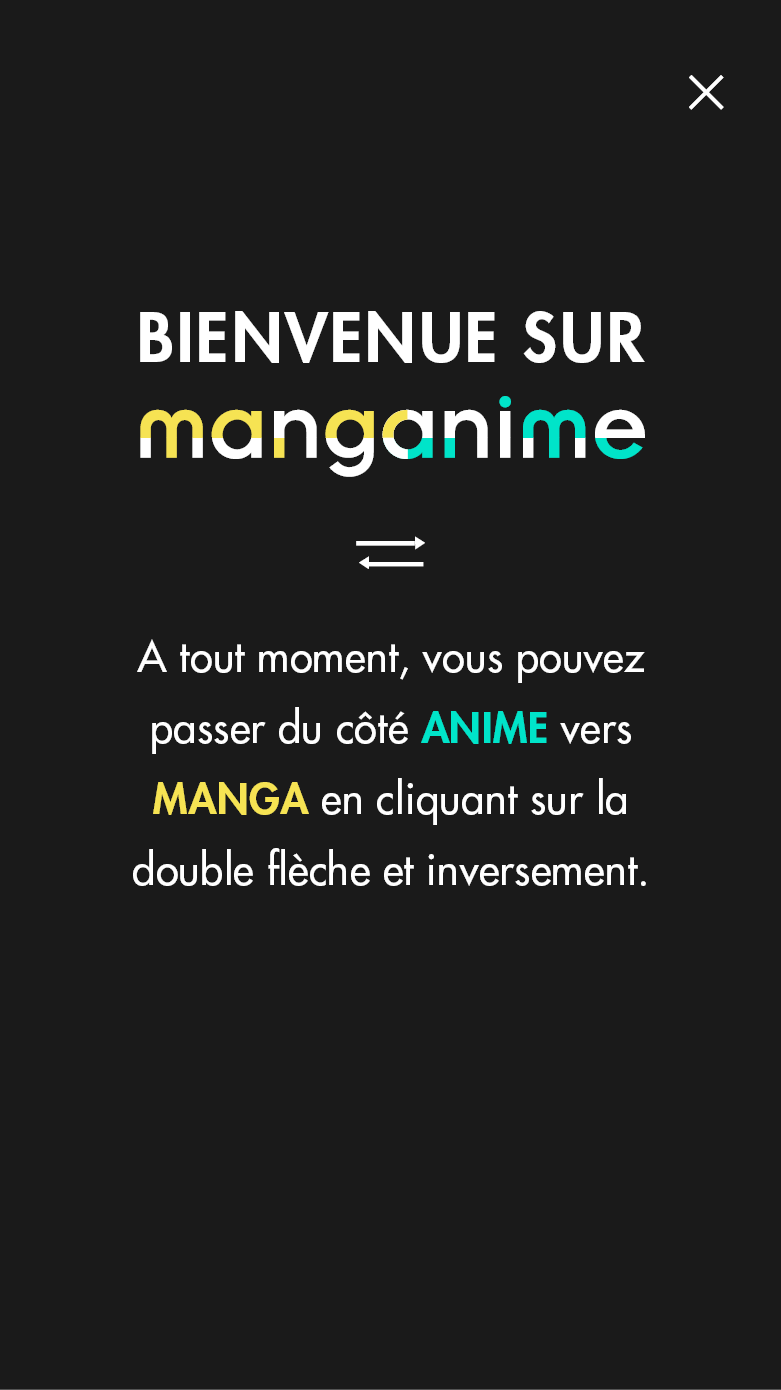 BIENVENUE SUR
manganime
A tout moment, vous pouvez
passer du côté ANIME vers
MANGA en cliquant sur la
double flèche et inversement.